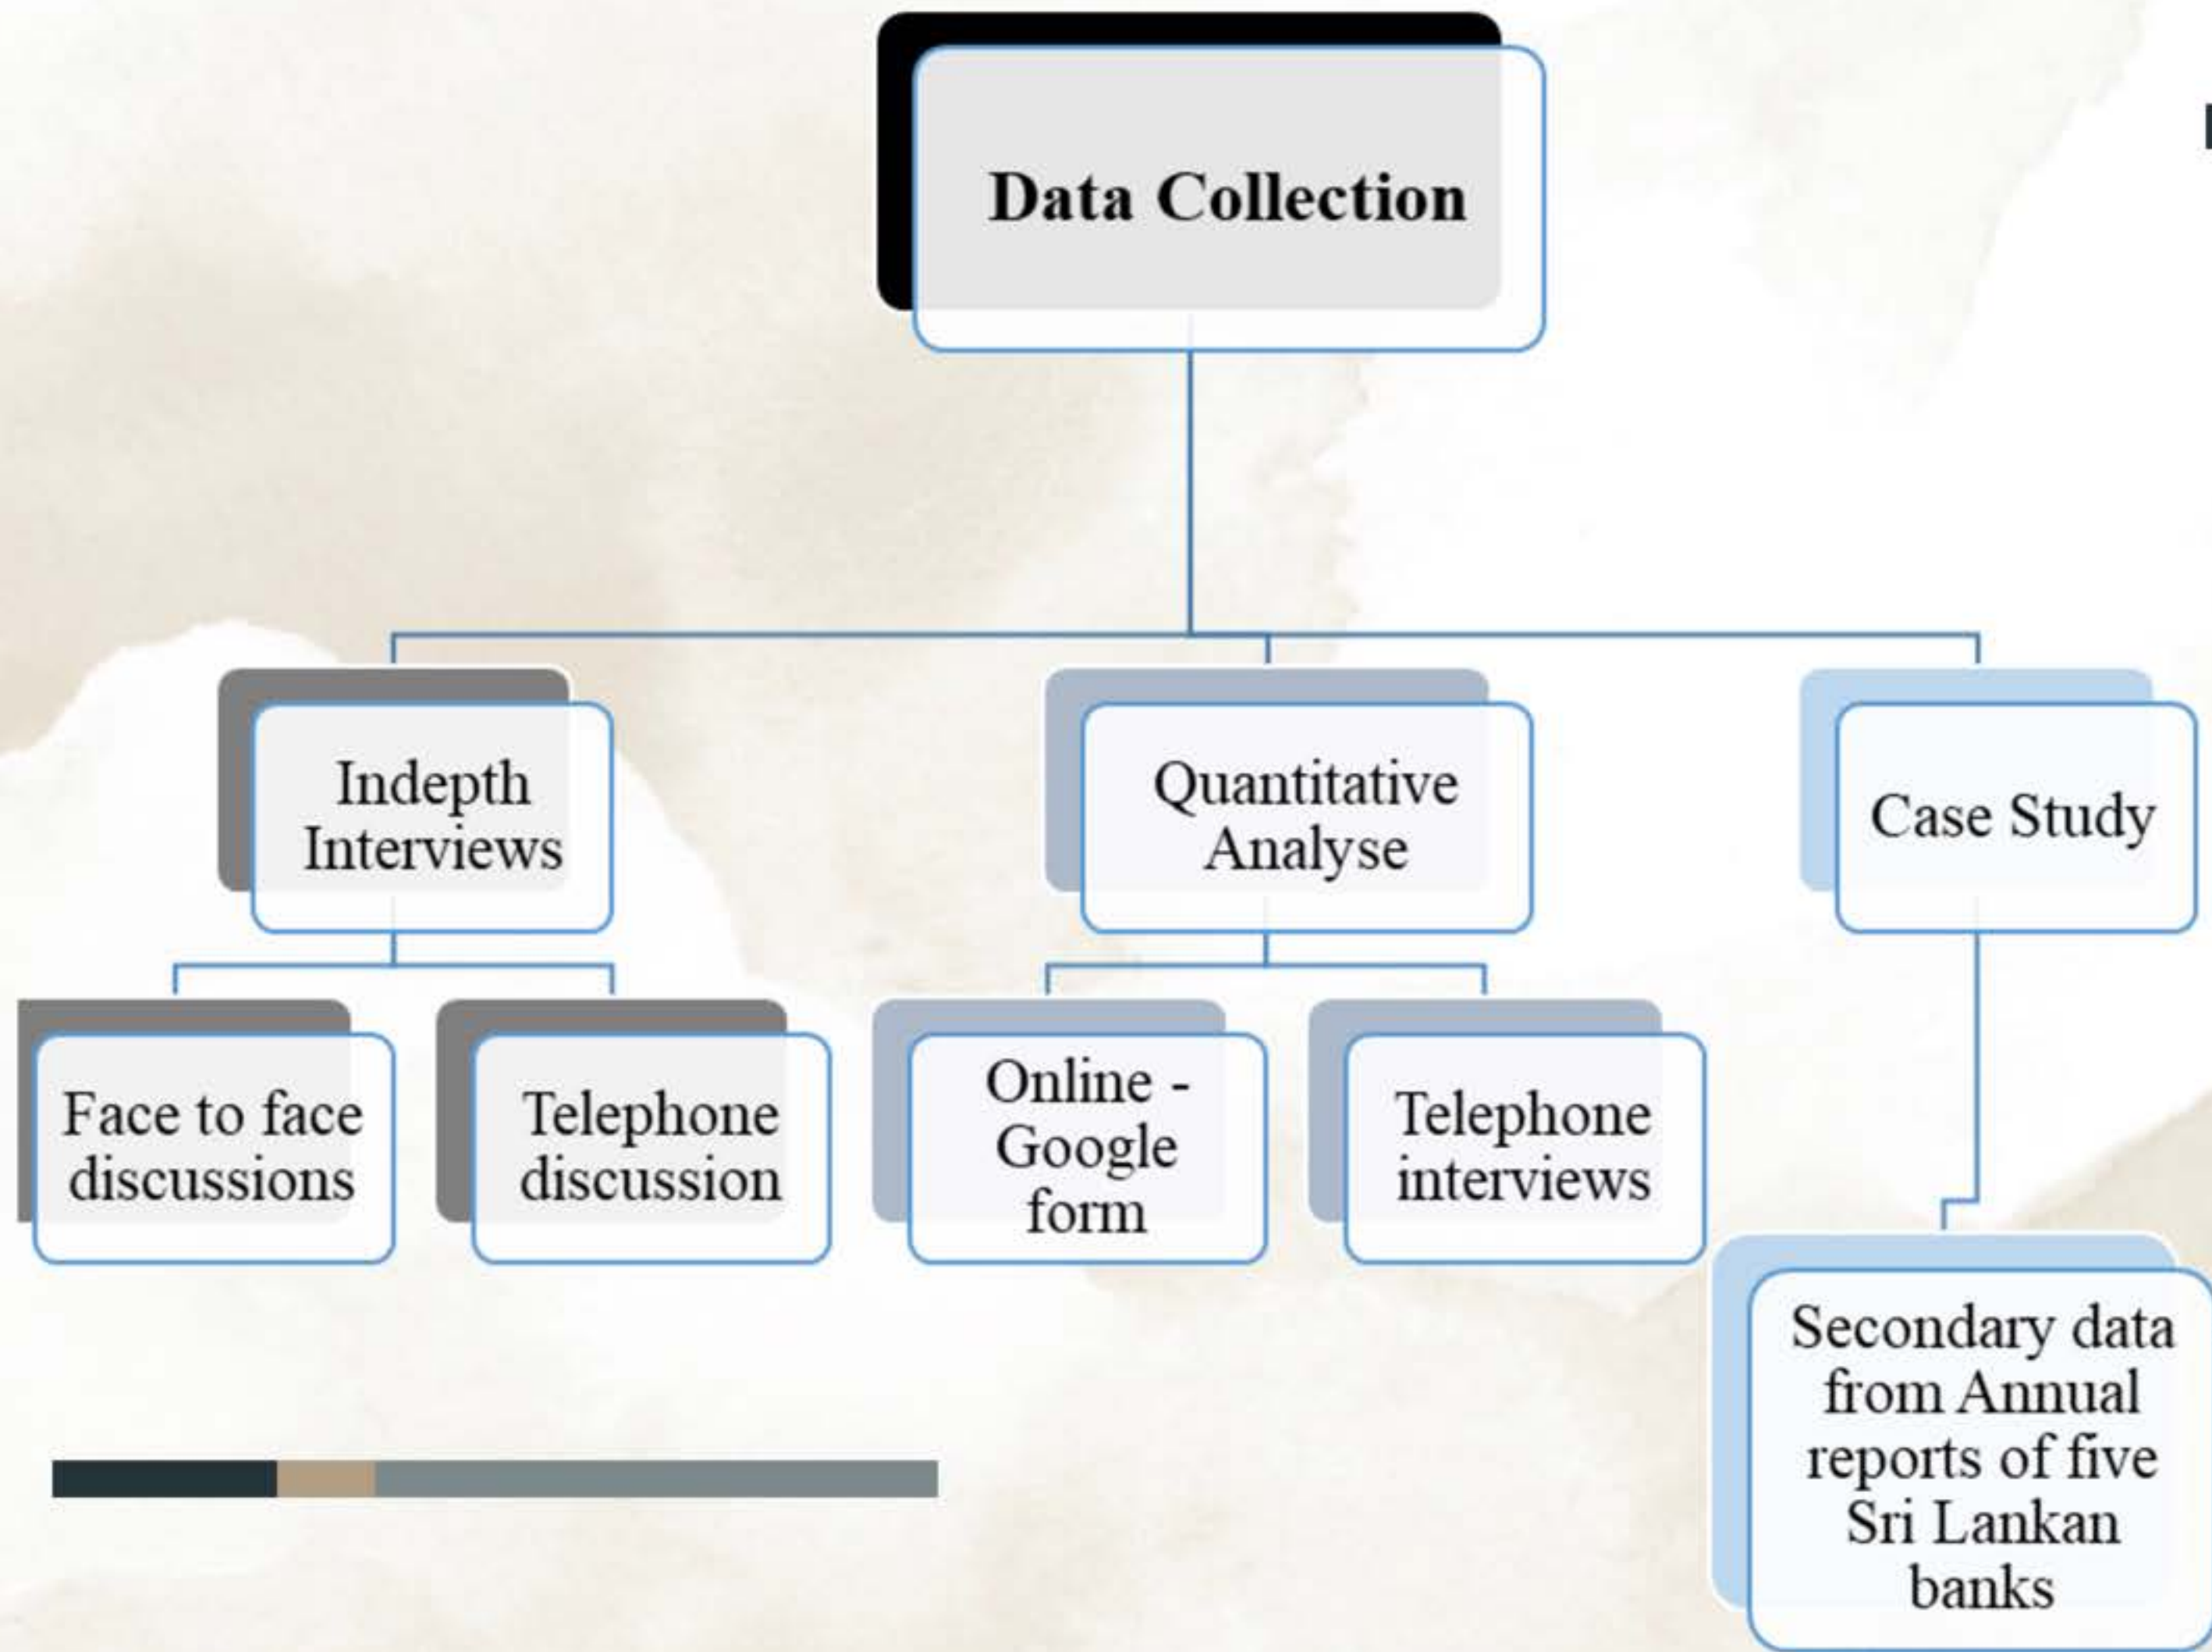 Data Collection
Indepth
Interviews
Quantitative
Analyse
Case Study
Face to face
discussions
Telephone
discussion
Online -
Google
form
Telephone
interviews
Secondary data
from Annual
reports of five
Sri Lankan
banks